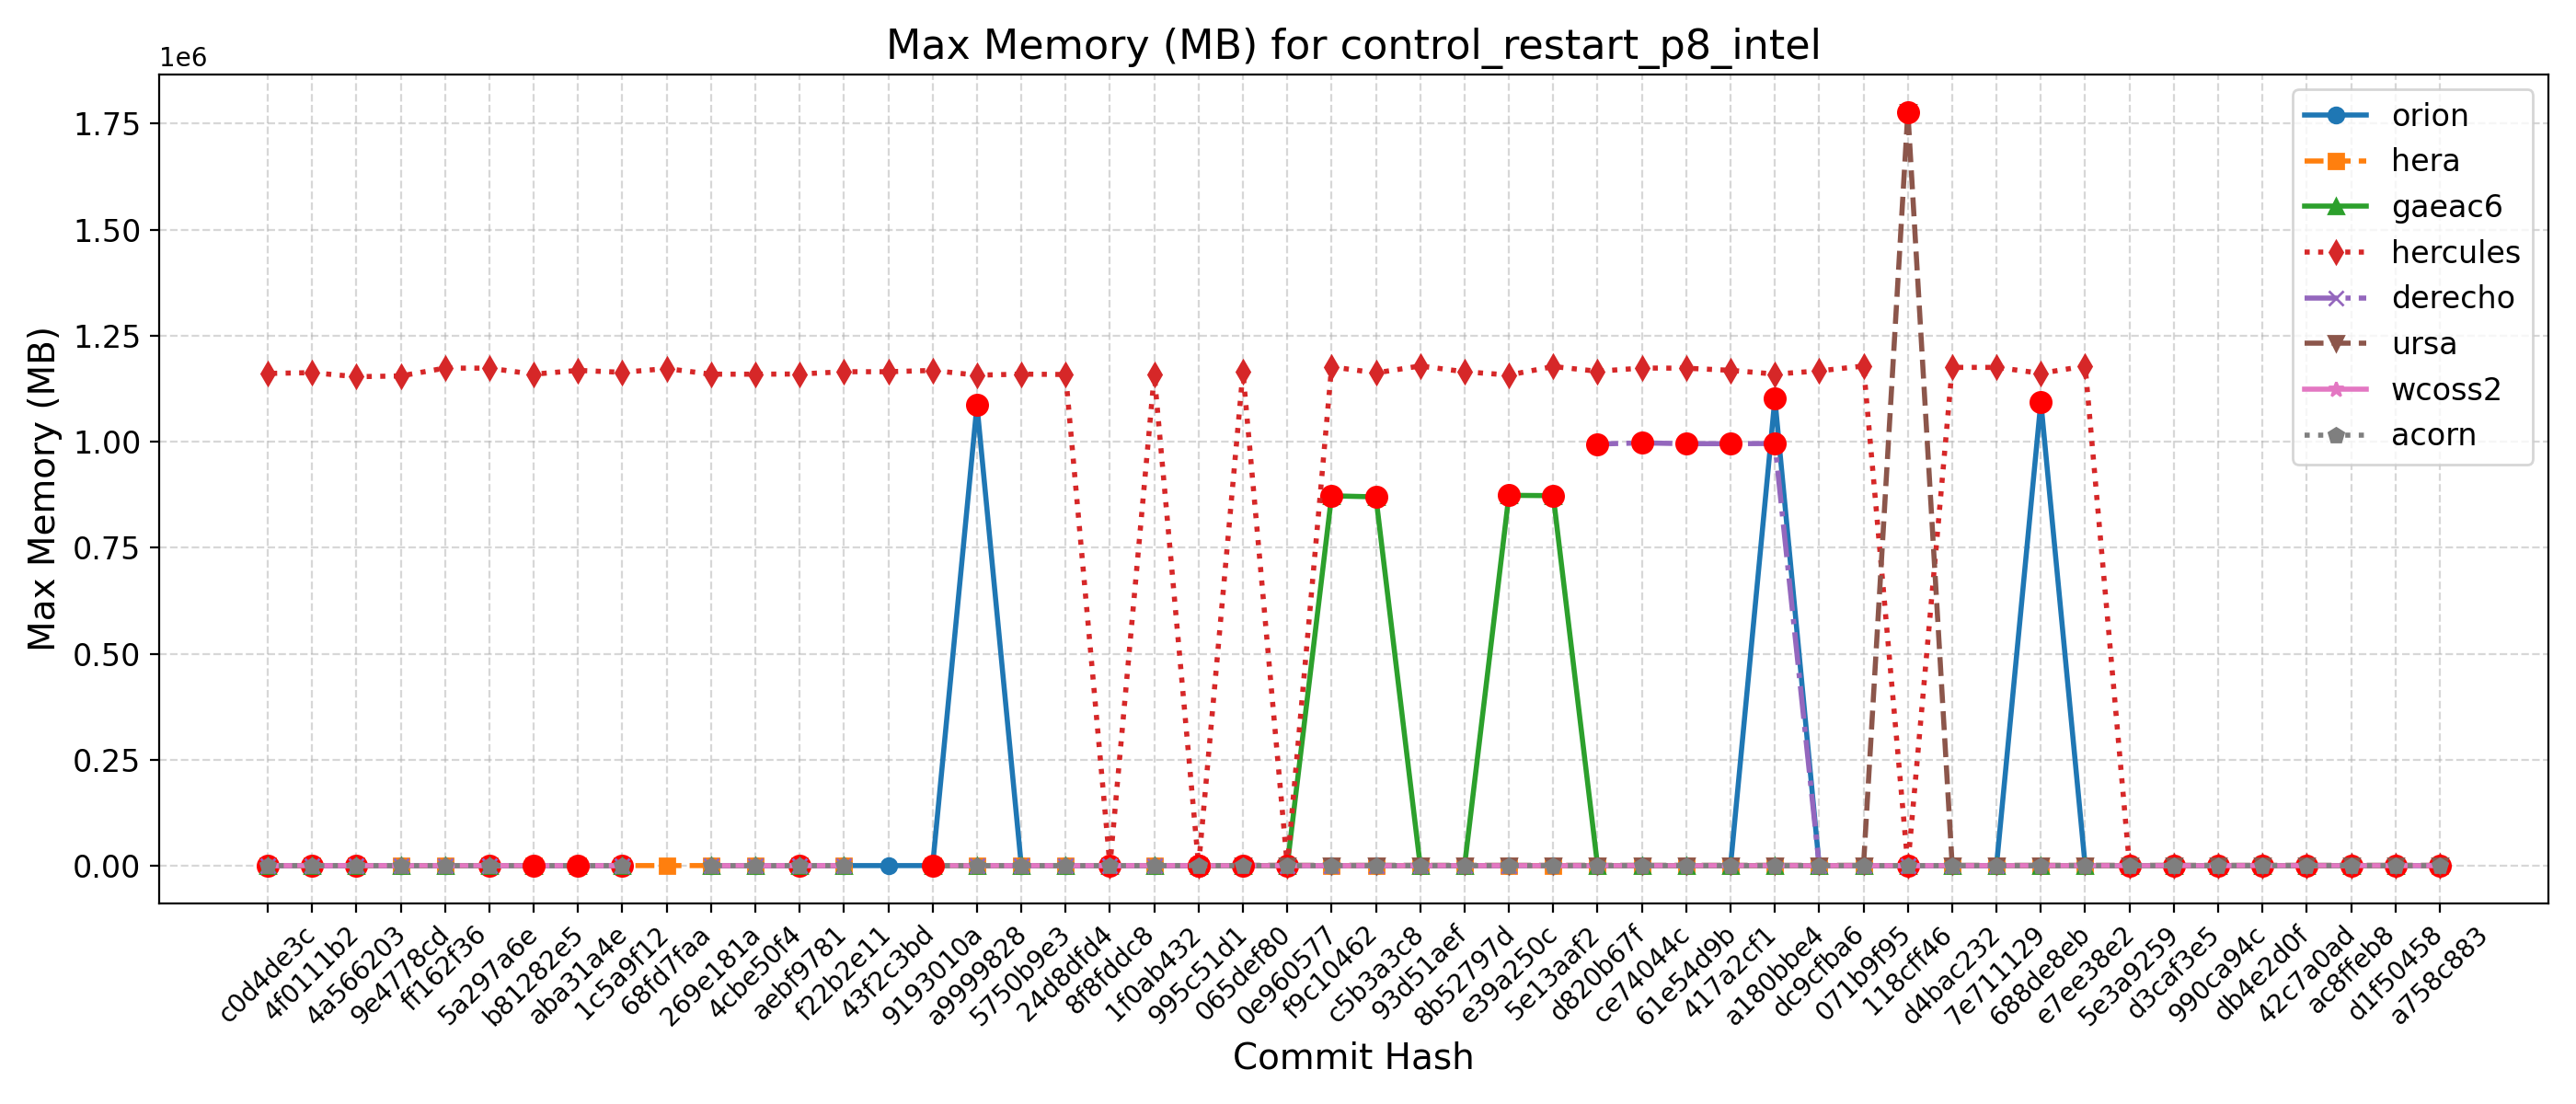 Max Memory (MB) for control_restart_p8_intel
1e6
1.75
1.50
1.25
1.00
0.75
0.50
0.25
0.00
Max Memory (MB)
orion
hera
gaeac6
hercules
derecho
ursa
wcoss2
acorn
c0d4de3c
4f0111b2
4a566203
9e4778cd
ff162f36
5a297a6e
b81282e5
aba31a4e
1c5a9f12
68fd7faa
269e181a
4cbe50f4
aebf9781
f22b2e11
43f2c3bd
9193010a
a9999828
5750b9e3
24d8dfd4
8f8fddc8
1f0ab432
995c51d1
065def80
0e960577
f9c10462
c5b3a3c8
93d51aef
8b52797d
e39a250c
5e13aaf2
d820b67f
ce74044c
61e54d9b
417a2cf1
a180bbe4
dc9cfba6
071b9f95
118cff46
d4bac232
7e711129
688de8eb
e7ee38e2
5e3a9259
d3caf3e5
990ca94c
db4e2d0f
42c7a0ad
ac8ffeb8
d1f50458
a758c883
Commit Hash